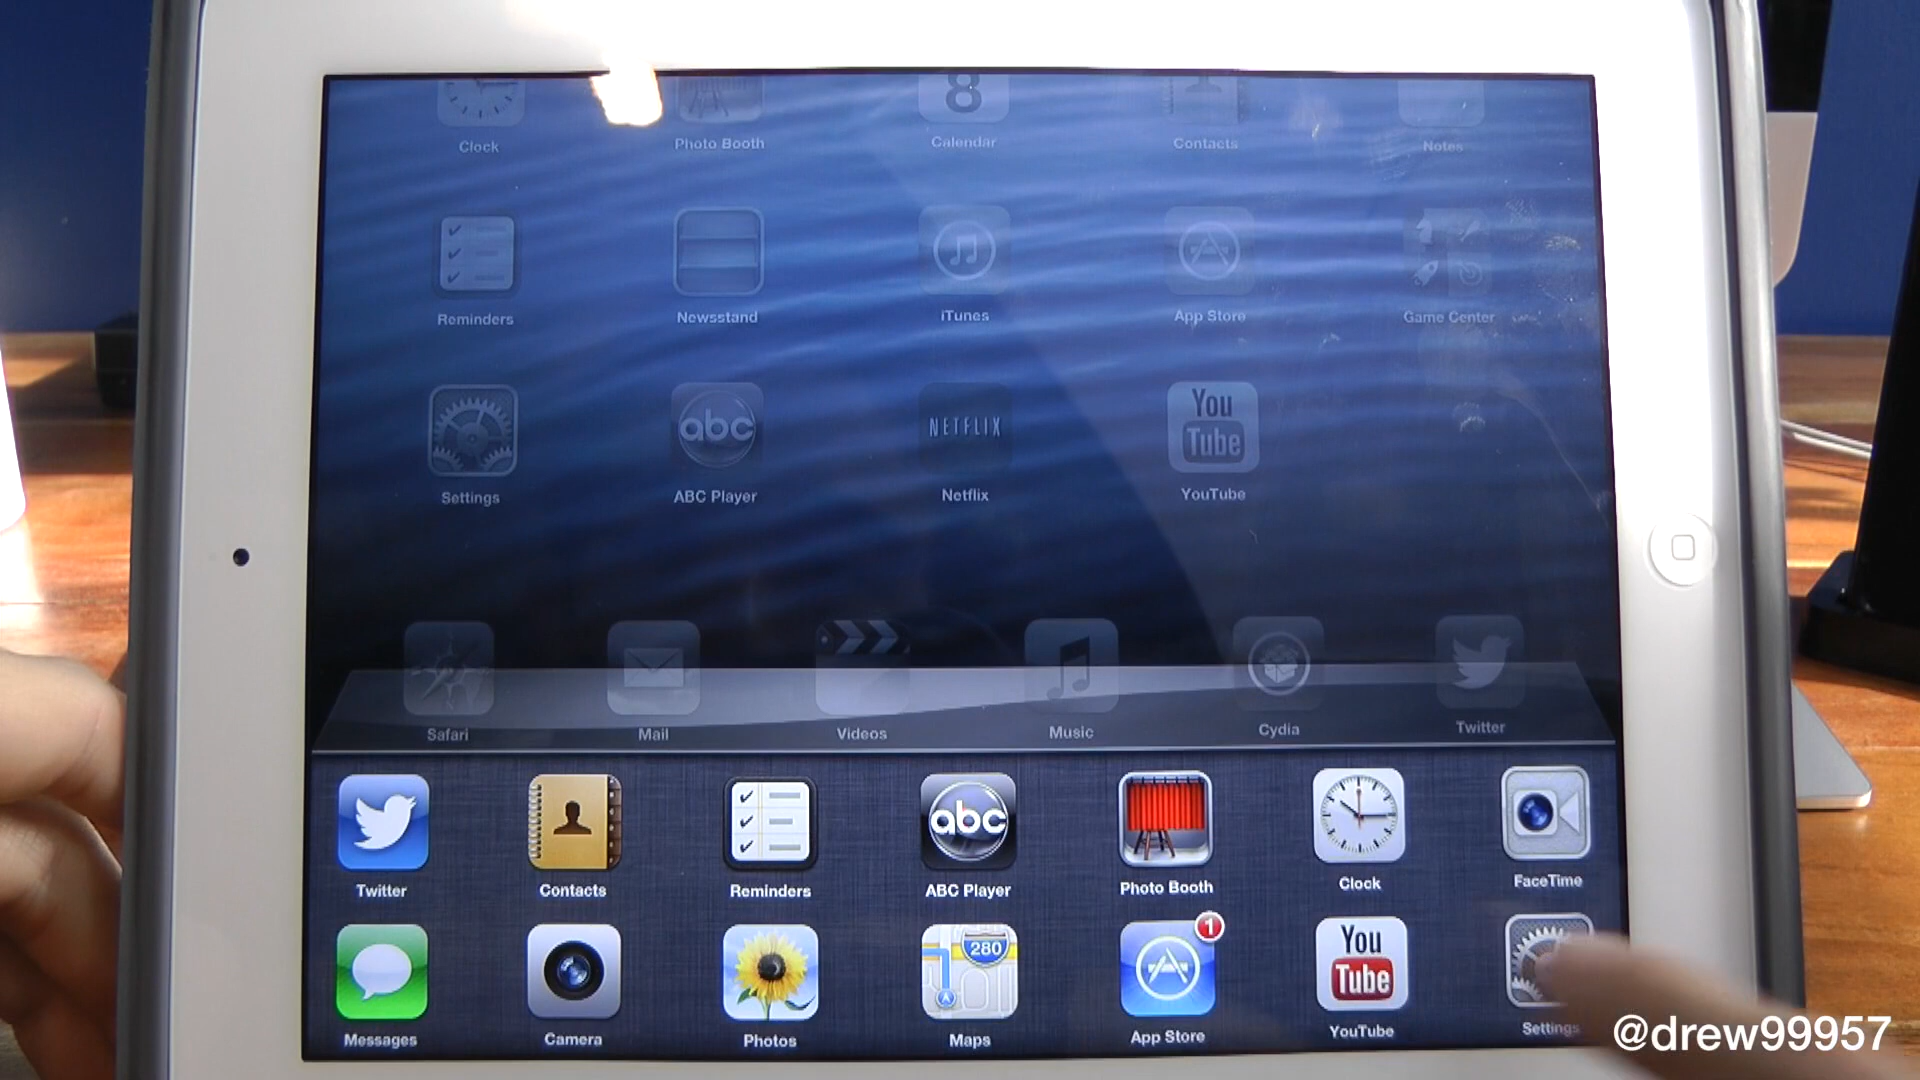 8
Clock Photo Booth Calendar Contacts Notes
Reminders Newsstand iTunes App Store Game Center
abc NETFLIX You Tube
Settings ABC Player Netflix YouTube
Safari Mail Videos Music Cydia Twitter
abc
Twitter Contacts Reminders ABC Player Photo Booth Clock FaceTime
280 1 You Tube
Messages Camera Photos Maps App Store YouTube Settings
@drew99957